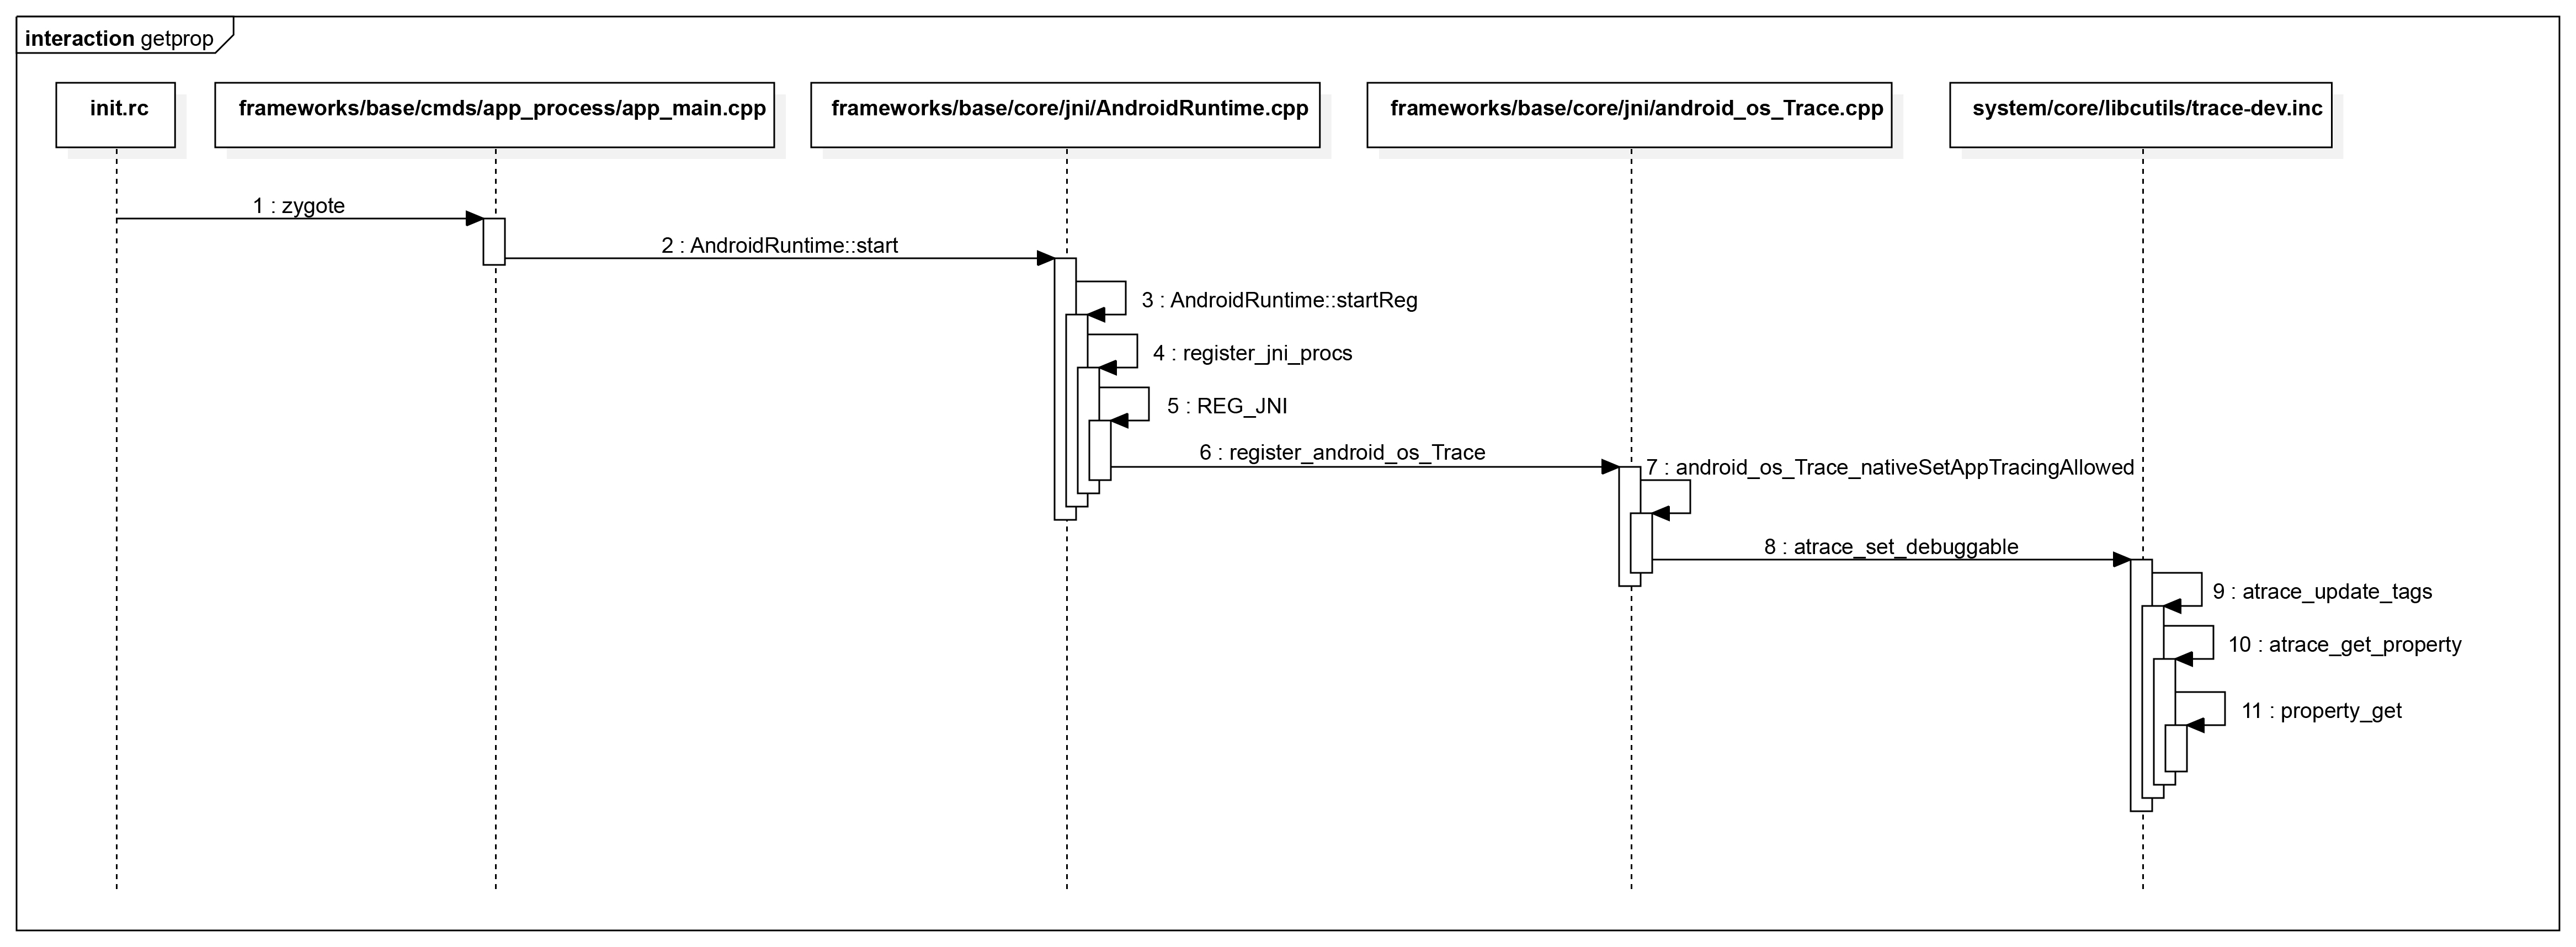 interaction getprop
init.rc
frameworks/base/cmds/app_process/app_main.cpp
frameworks/base/core/jni/AndroidRuntime.cpp
frameworks/base/core/jni/android_os_Trace.cpp
system/core/libcutils/trace-dev.inc
1 : zygote
2 : AndroidRuntime::start
3 : AndroidRuntime::startReg
4 : register_jni_procs
5 : REG_JNI
6 : register_android_os_Trace
7 : android_os_Trace_nativeSetAppTracingAllowed
8 : atrace_set_debuggable
9 : atrace_update_tags
10 : atrace_get_property
11 : property_get